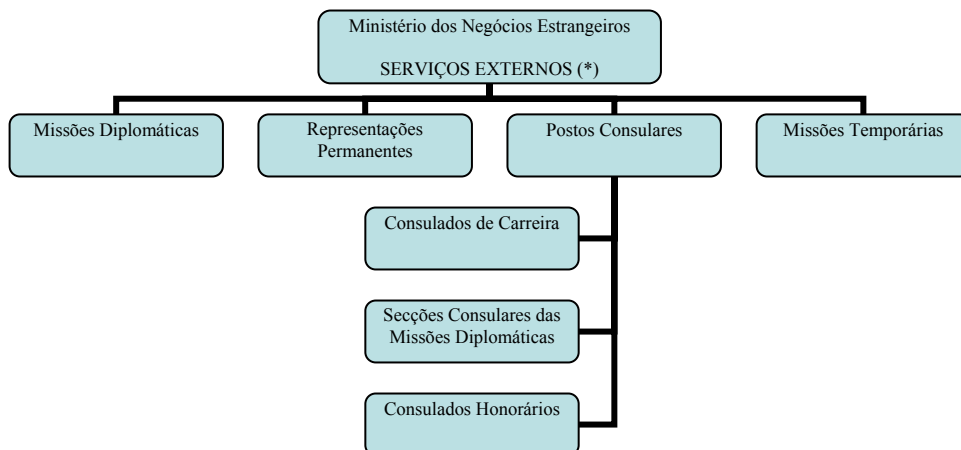 Ministério dos Negócios Estrangeiros
SERVIÇOS EXTERNOS (*)
Missões Diplomáticas
Representações
Permanentes
Postos Consulares
Missões Temporárias
Consulados de Carreira
Secções Consulares das
Missões Diplomáticas
Consulados Honorários